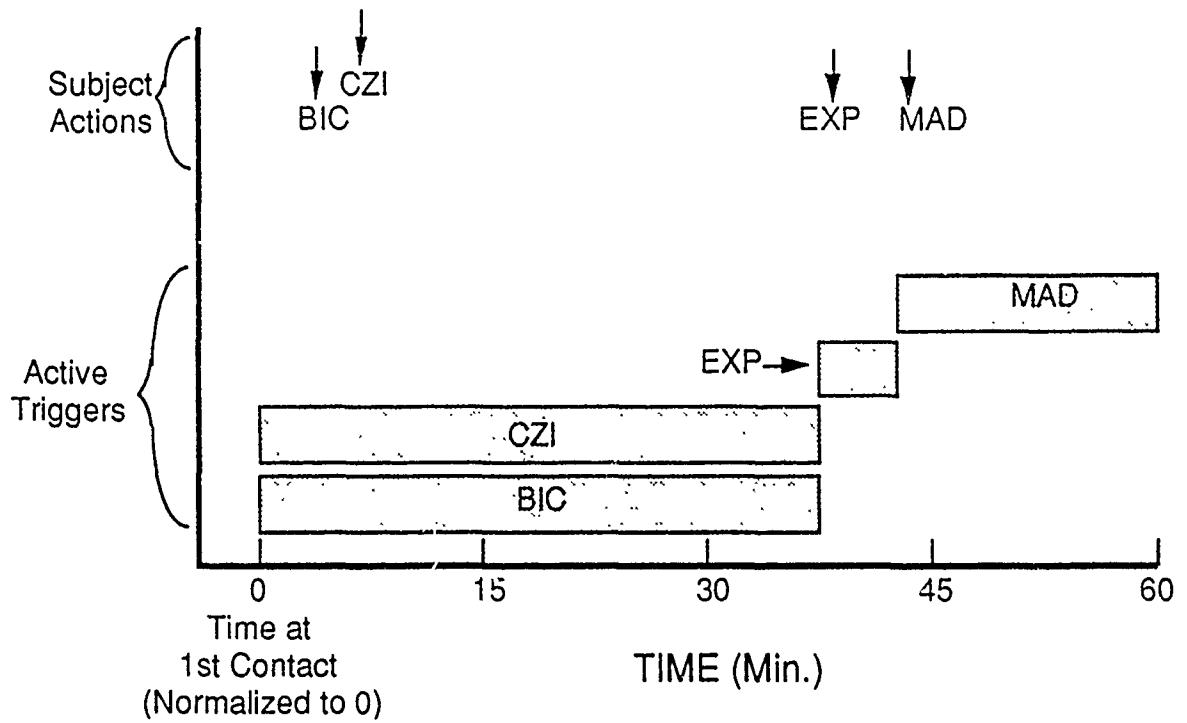 Subject
Actions
CZI
BIC
EXP
MAD
MAD
EXP
Active
Triggers
CZI
BIC
0
15
30
45
60
Time at
1st Contact
(Normalized to 0)
TIME (Min.)